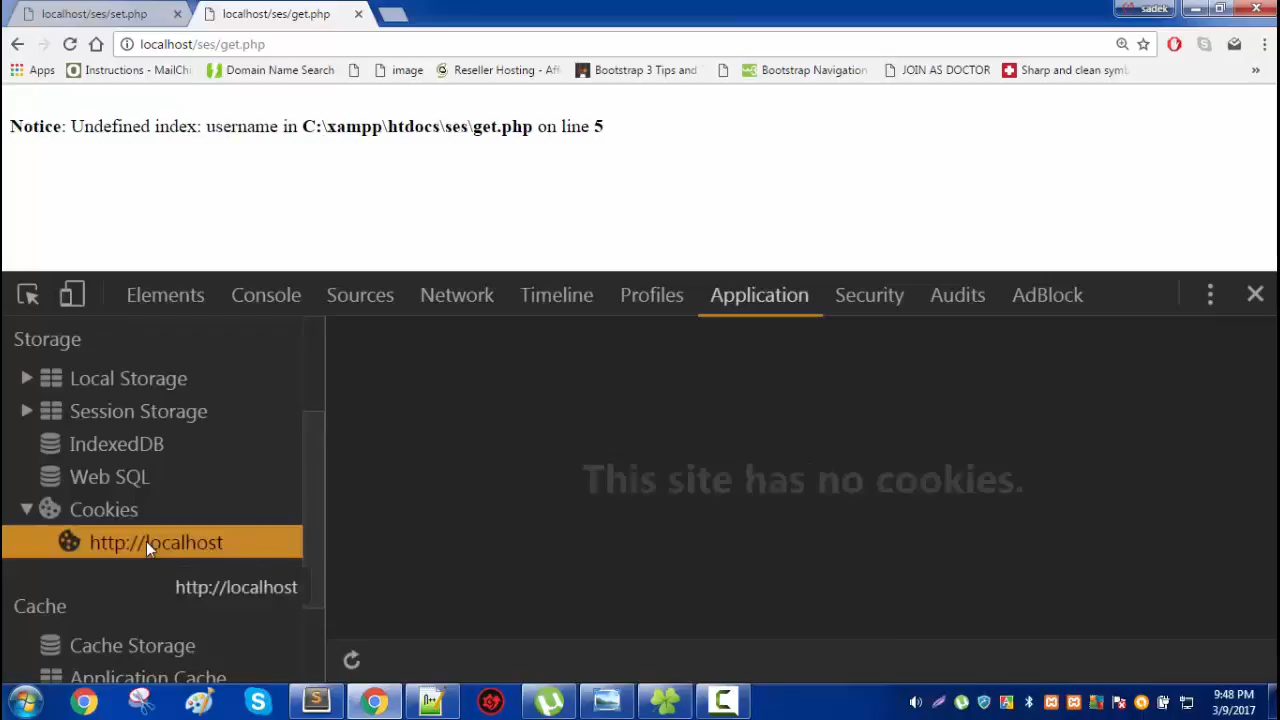 localhost/ses/set.php
localhost/ses/get.php
sadek
localhost/ses/get.php
Apps Instructions - MailChi Domain Name Search image Reseller Hosting - Aff Bootstrap 3 Tips and Bootstrap Navigation JOIN AS DOCTOR Sharp and clean symb »
Notice: Undefined index: username in C:\xampp\htdocs\ses\get.php on line 5
Elements Console Sources Network Timeline Profiles Application Security Audits AdBlock
Storage
Local Storage
Session Storage
IndexedDB
Web SQL
This site has no cookies.
Cookies
http://localhost
http://localhost
Cache
Cache Storage
Application Cache
9:48 PM
3/9/2017